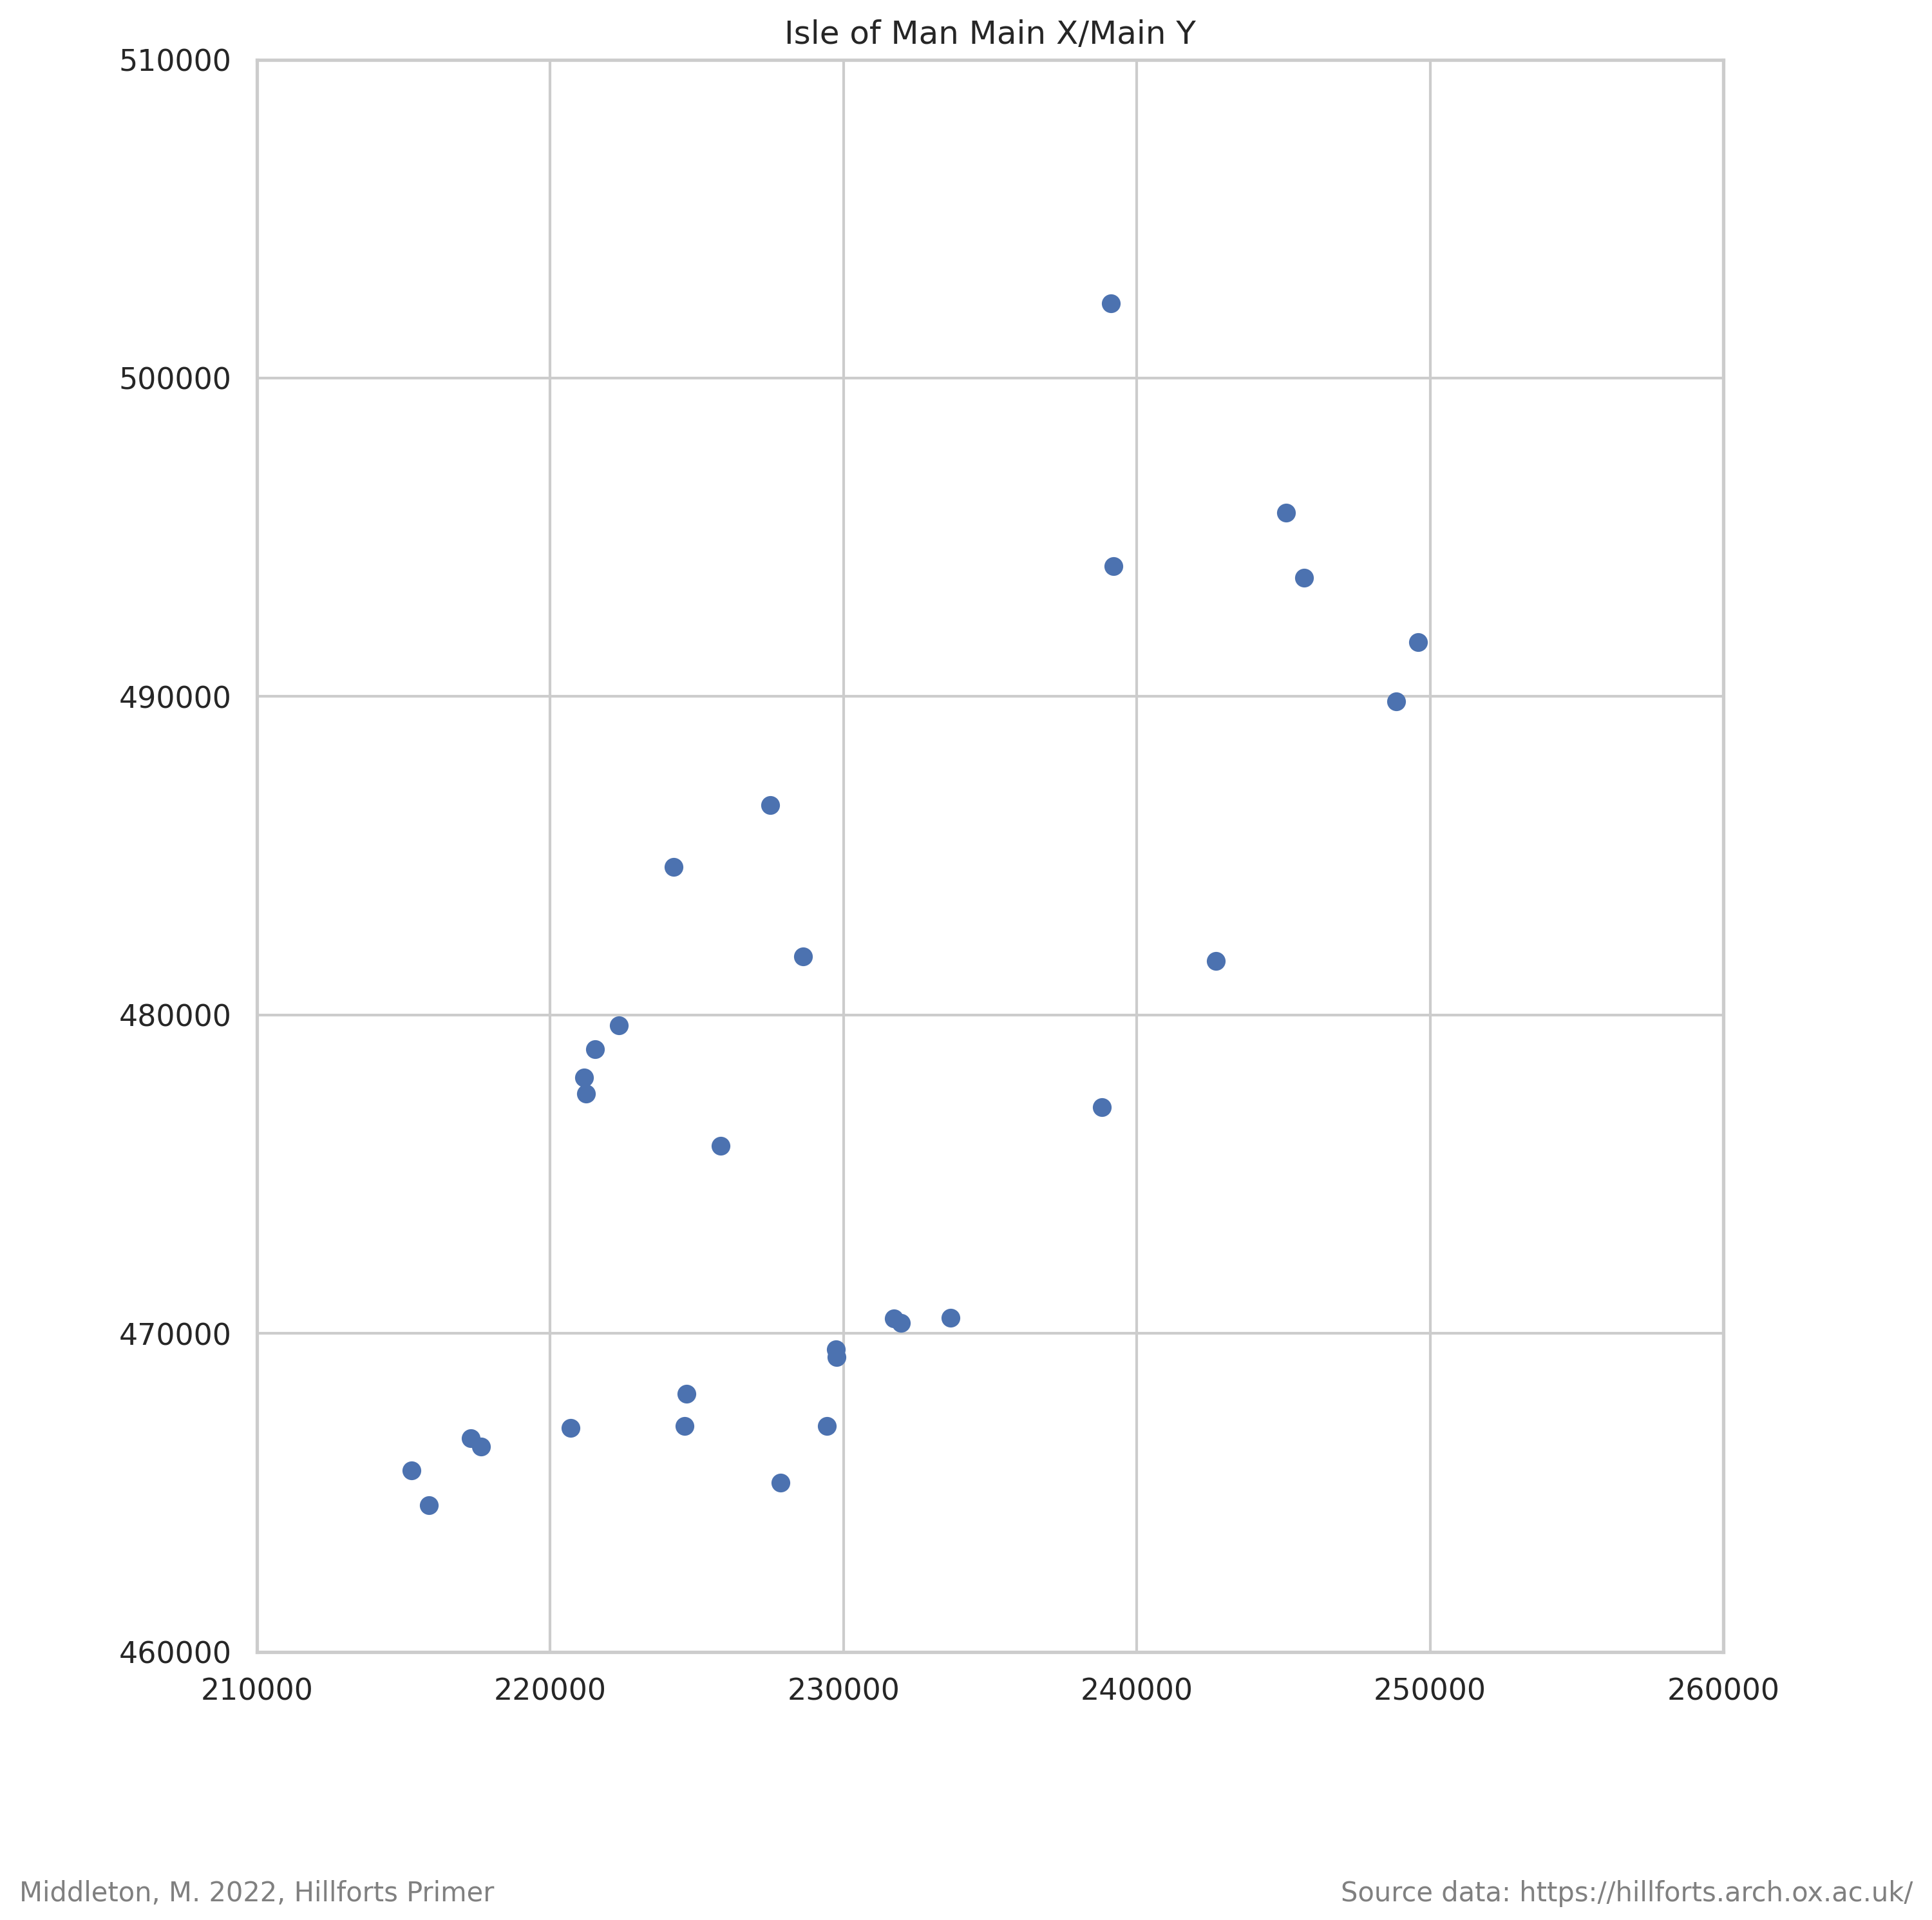 Isle of Man Main X/Main Y
510000
500000
490000
480000
470000
460000
210000 220000 230000 240000 250000 260000
Middleton, M. 2022, Hillforts Primer
Source data: https://hillforts.arch.ox.ac.uk/